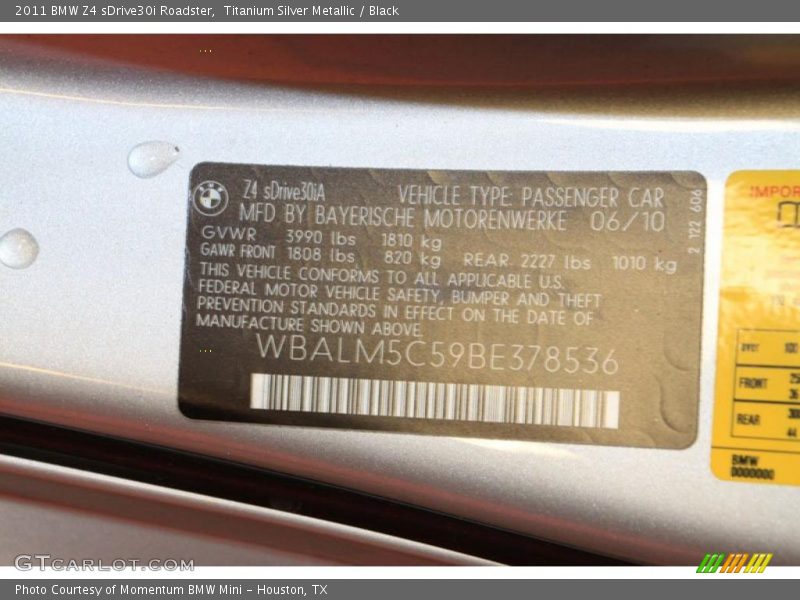 2011 BMW Z4 sDrive30i Roadster,  Titanium Silver Metallic / Black
Z4 sDrive30iA VEHICLE TYPE PASSENGER CAR
MFD BY BAYERISCHE MOTORENWERKE 06/10
GVWR 3990 lbs 1810 kg
GAWR FRONT 1808 lbs 820 kg REAR 2227 lbs 1010 kg
THIS VEHICLE CONFORMS TO ALL APPLICABLE U.S.
FEDERAL MOTOR VEHICLE SAFETY, BUMPER AND THEFT
PREVENTION STANDARDS IN EFFECT ON THE DATE OF
MANUFACTURE SHOWN ABOVE.
WBALM5C59BE378536
2 122 606
IMPOR
FRONT
REAR
BMW
0000000
GTCARLOT.COM
Photo Courtesy of Momentum BMW Mini – Houston, TX